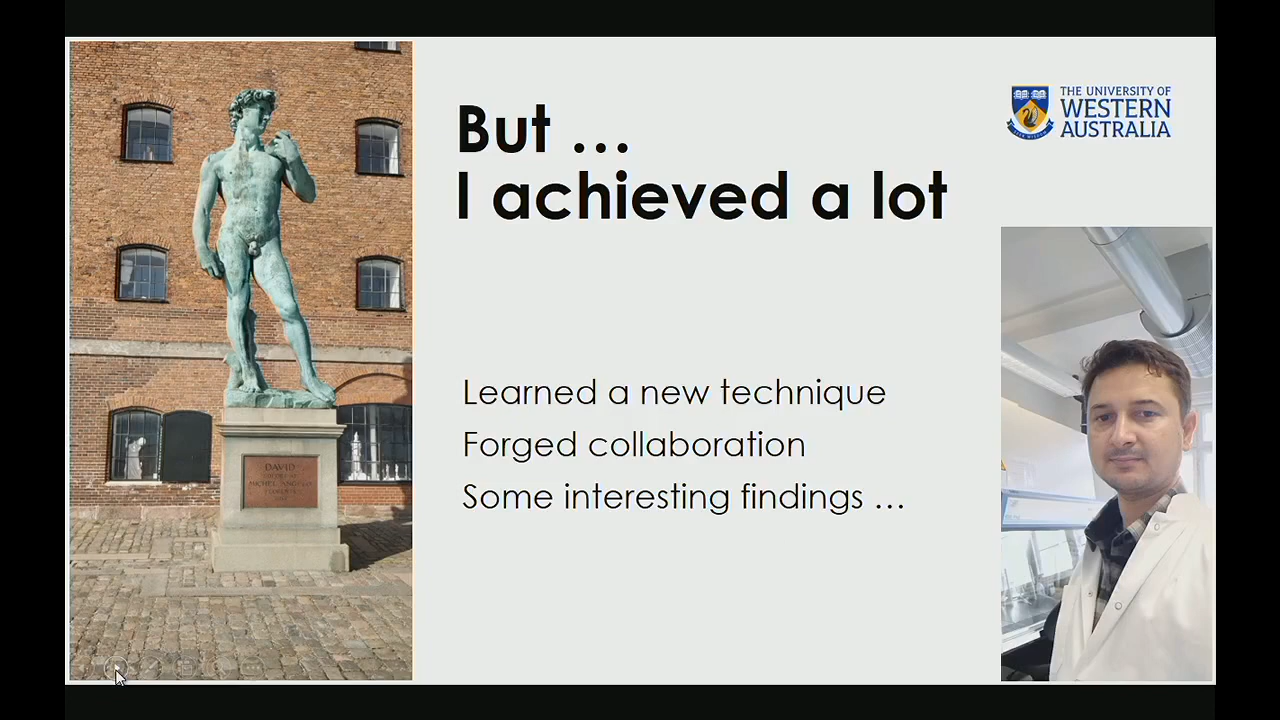 But ...
I achieved a lot
THE UNIVERSITY OF
WESTERN
AUSTRALIA
Learned a new technique
Forged collaboration
Some interesting findings ...
DAVID